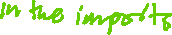 in the imports